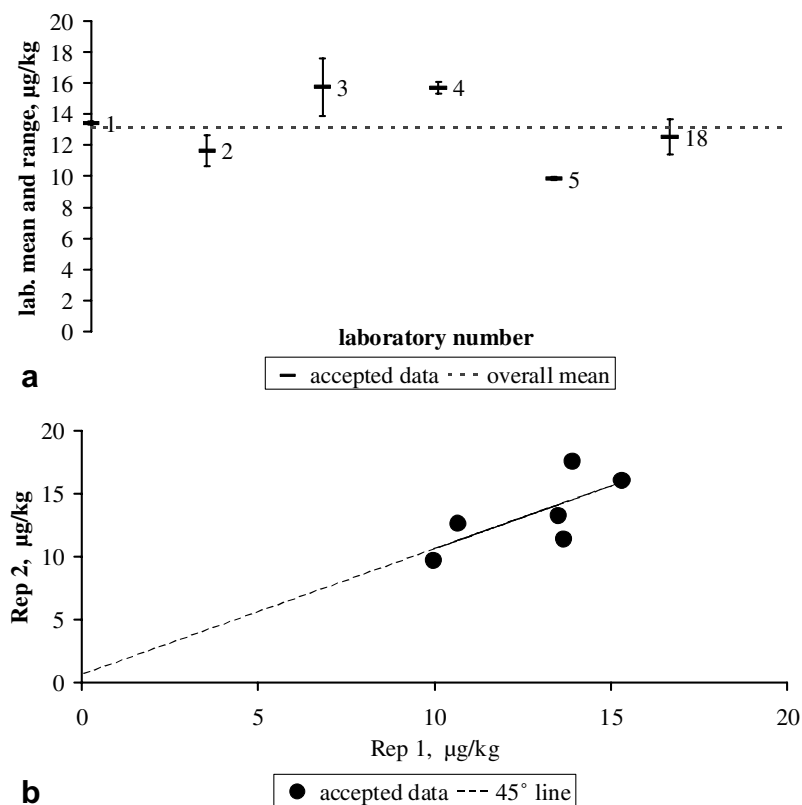 lab. mean and range, µg/kg
20
18
16
14
12
10
8
6
4
2
0
1
2
3
4
5
18
laboratory number
accepted data overall mean
a
Rep 2, µg/kg
20
15
10
5
0
0 5 10 15 20
Rep 1, µg/kg
accepted data 45° line
b